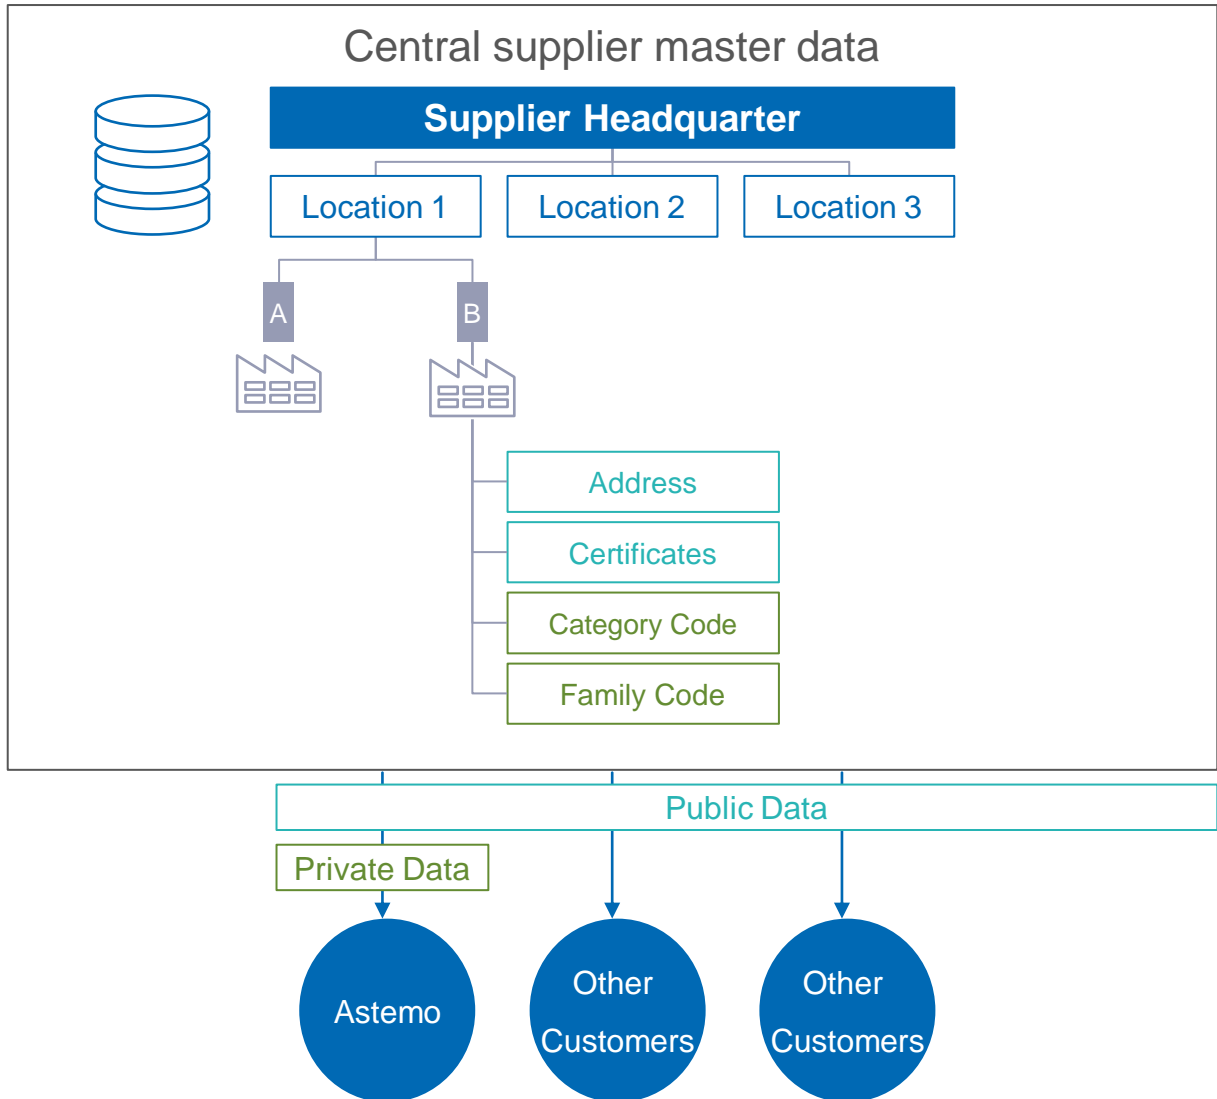 Central supplier master data
Supplier Headquarter
Location 1
Location 2
Location 3
A
B
Address
Certificates
Category Code
Family Code
Public Data
Private Data
Astemo
Other
Customers
Other
Customers